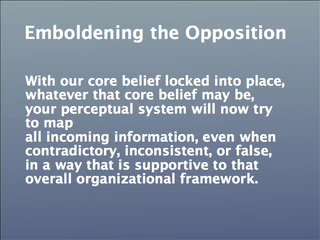 Emboldening the Opposition
With our core belief locked into place,
whatever that core belief may be,
your perceptual system will now try
to map
all incoming information, even when
contradictory, inconsistent, or false,
in a way that is supportive to that
overall organizational framework.